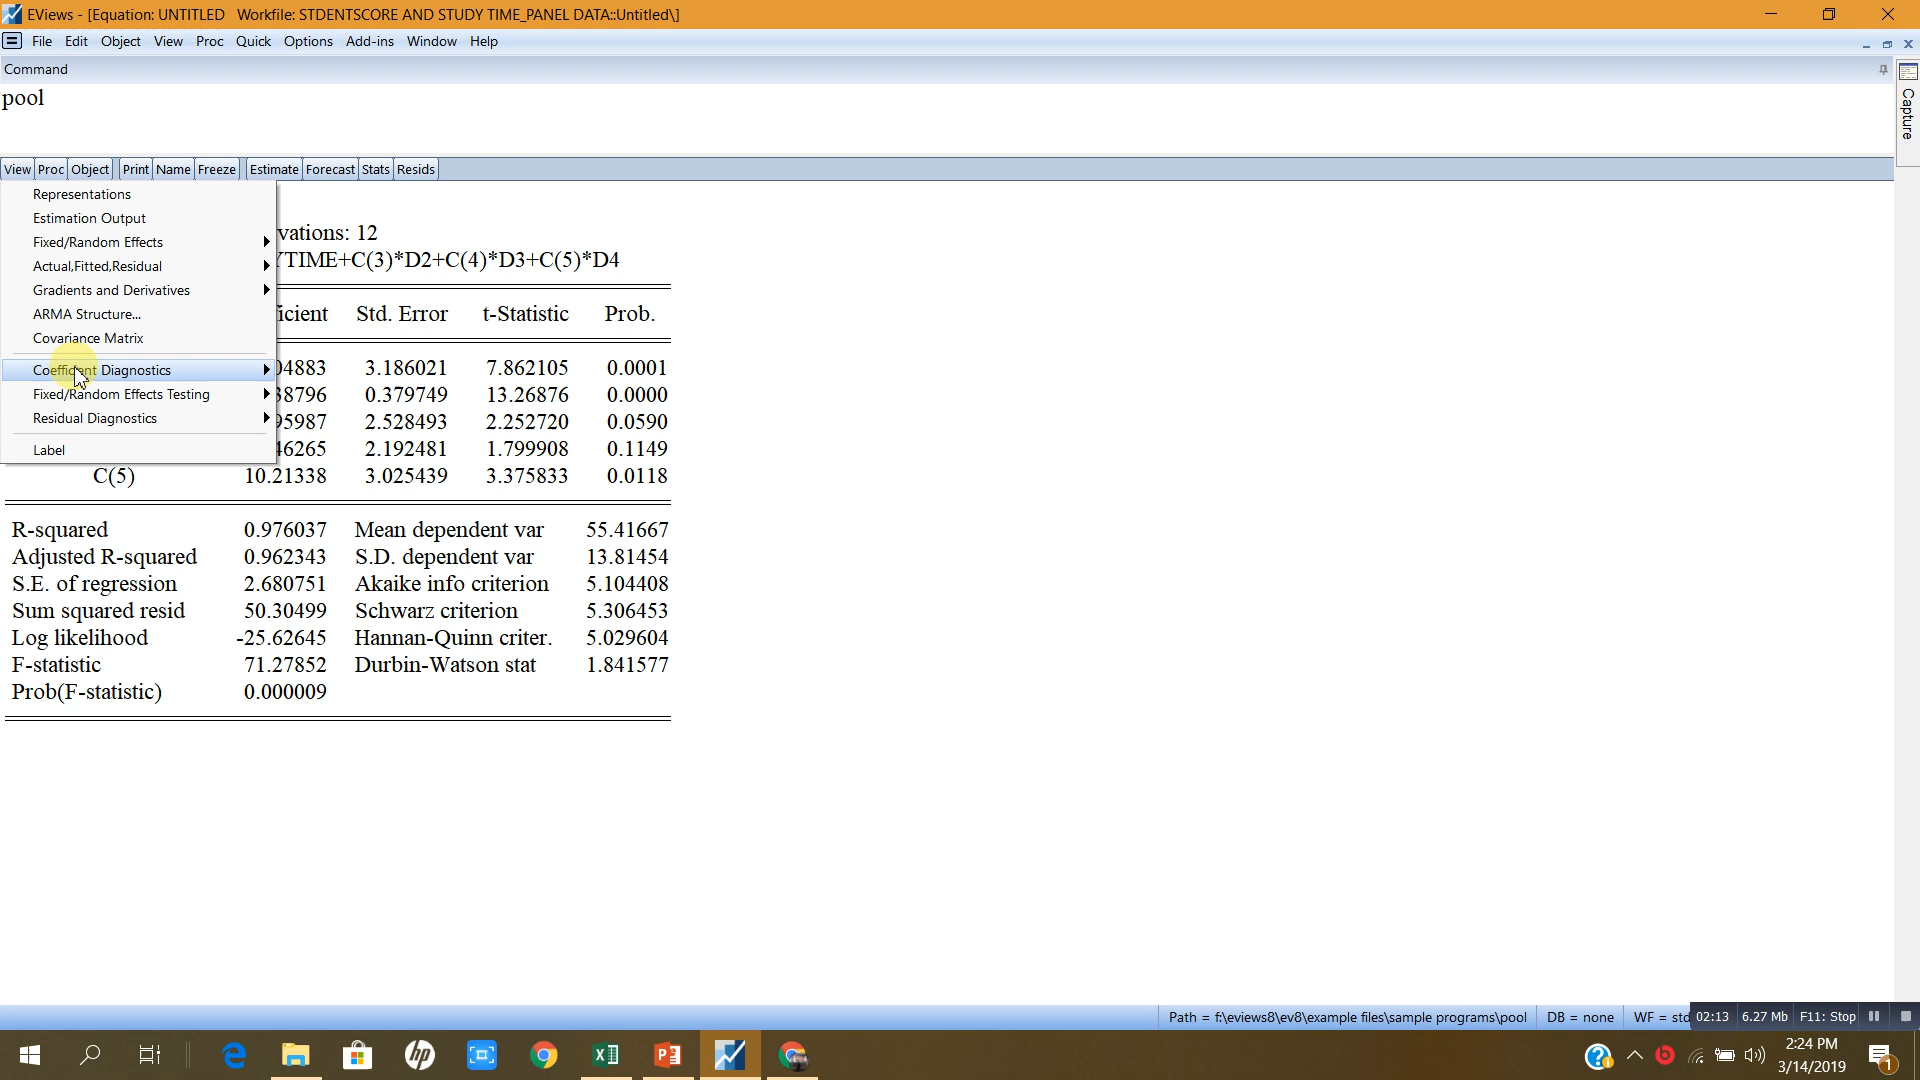 EViews - [Equation: UNTITLED Workfile: STDENTSCORE AND STUDY TIME_PANEL DATA::Untitled\]
File Edit Object View Proc Quick Options Add-ins Window Help
Command
pool
Capture
View Proc Object Print Name Freeze Estimate Forecast Stats Resids
Representations
Estimation Output
Fixed/Random Effects
Actual,Fitted,Residual
Gradients and Derivatives
ARMA Structure...
Covariance Matrix
Coefficient Diagnostics
Fixed/Random Effects Testing
Residual Diagnostics
Label
vations: 12
TIME+C(3)*D2+C(4)*D3+C(5)*D4
icient Std. Error t-Statistic Prob.
04883 3.186021 7.862105 0.0001
38796 0.379749 13.26876 0.0000
95987 2.528493 2.252720 0.0590
46265 2.192481 1.799908 0.1149
C(5) 10.21338 3.025439 3.375833 0.0118
R-squared 0.976037 Mean dependent var 55.41667
Adjusted R-squared 0.962343 S.D. dependent var 13.81454
S.E. of regression 2.680751 Akaike info criterion 5.104408
Sum squared resid 50.30499 Schwarz criterion 5.306453
Log likelihood -25.62645 Hannan-Quinn criter. 5.029604
F-statistic 71.27852 Durbin-Watson stat 1.841577
Prob(F-statistic) 0.000009
Path = f:\eviews8\ev8\example files\sample programs\pool DB = none WF = std
02:13 6.27 Mb F11: Stop
2:24 PM
3/14/2019
1